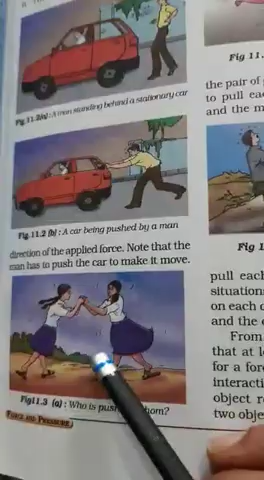 Fig. 11.2(a) : A man standing behind a stationary car
Fig. 11.2 (b) : A car being pushed by a man
direction of the applied force. Note that the
man has to push the car to make it move.
Fig11.3 (a) : Who is pus hom?
FORCE AND PRESSURE
Fig 11.
the pair of
to pull ea
and the m
Fig 1
pull each
situation
on each o
and the
From
that at l
for a for
interacti
object
two obje